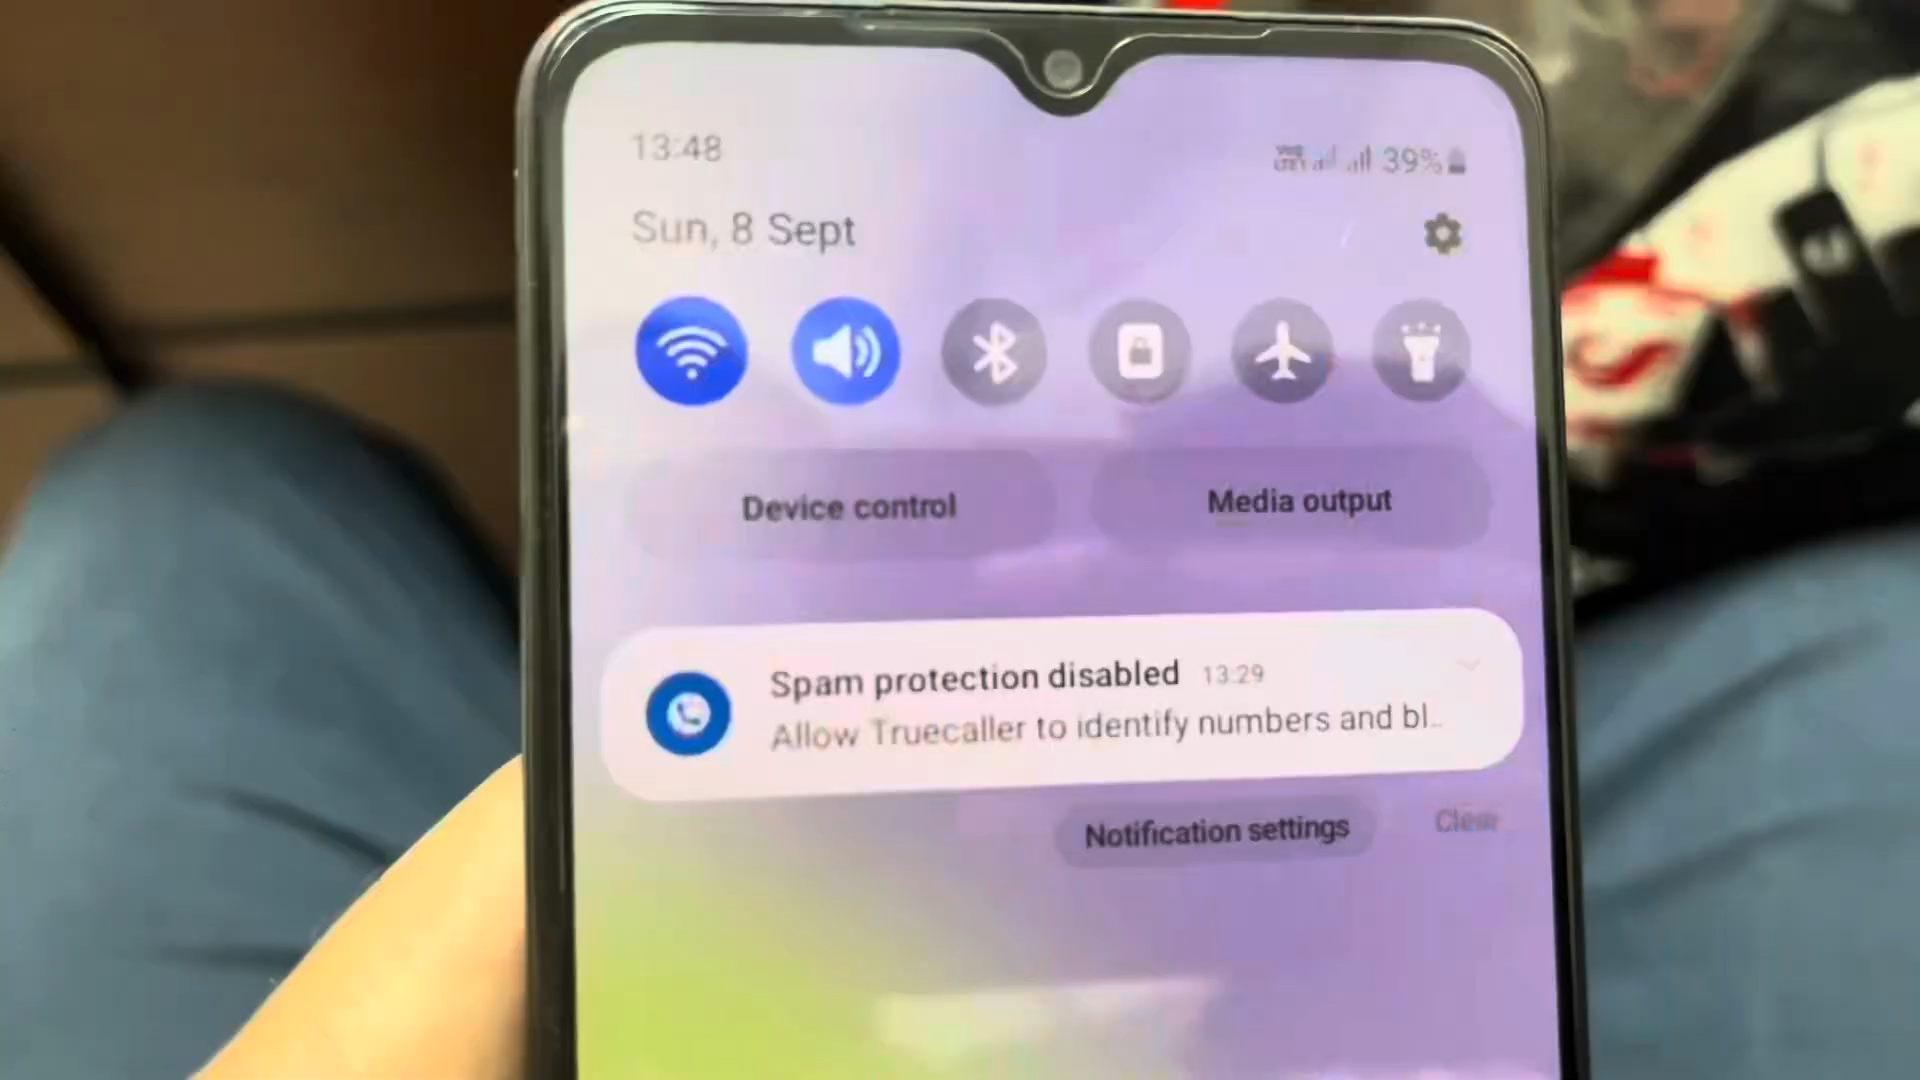 13:48
39%
Sun, 8 Sept
Device control
Media output
Spam protection disabled 13:29
Allow Truecaller to identify numbers and bl..
Notification settings
Clear